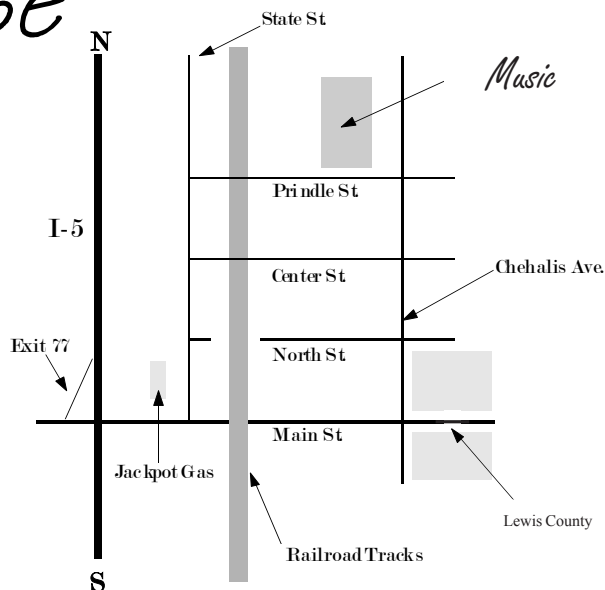 State St.
N
Music
Prindle St.
I-5
Chehalis Ave.
Center St.
Exit 77
North St.
Main St.
Jackpot Gas
Lewis County
Railroad Tracks
S